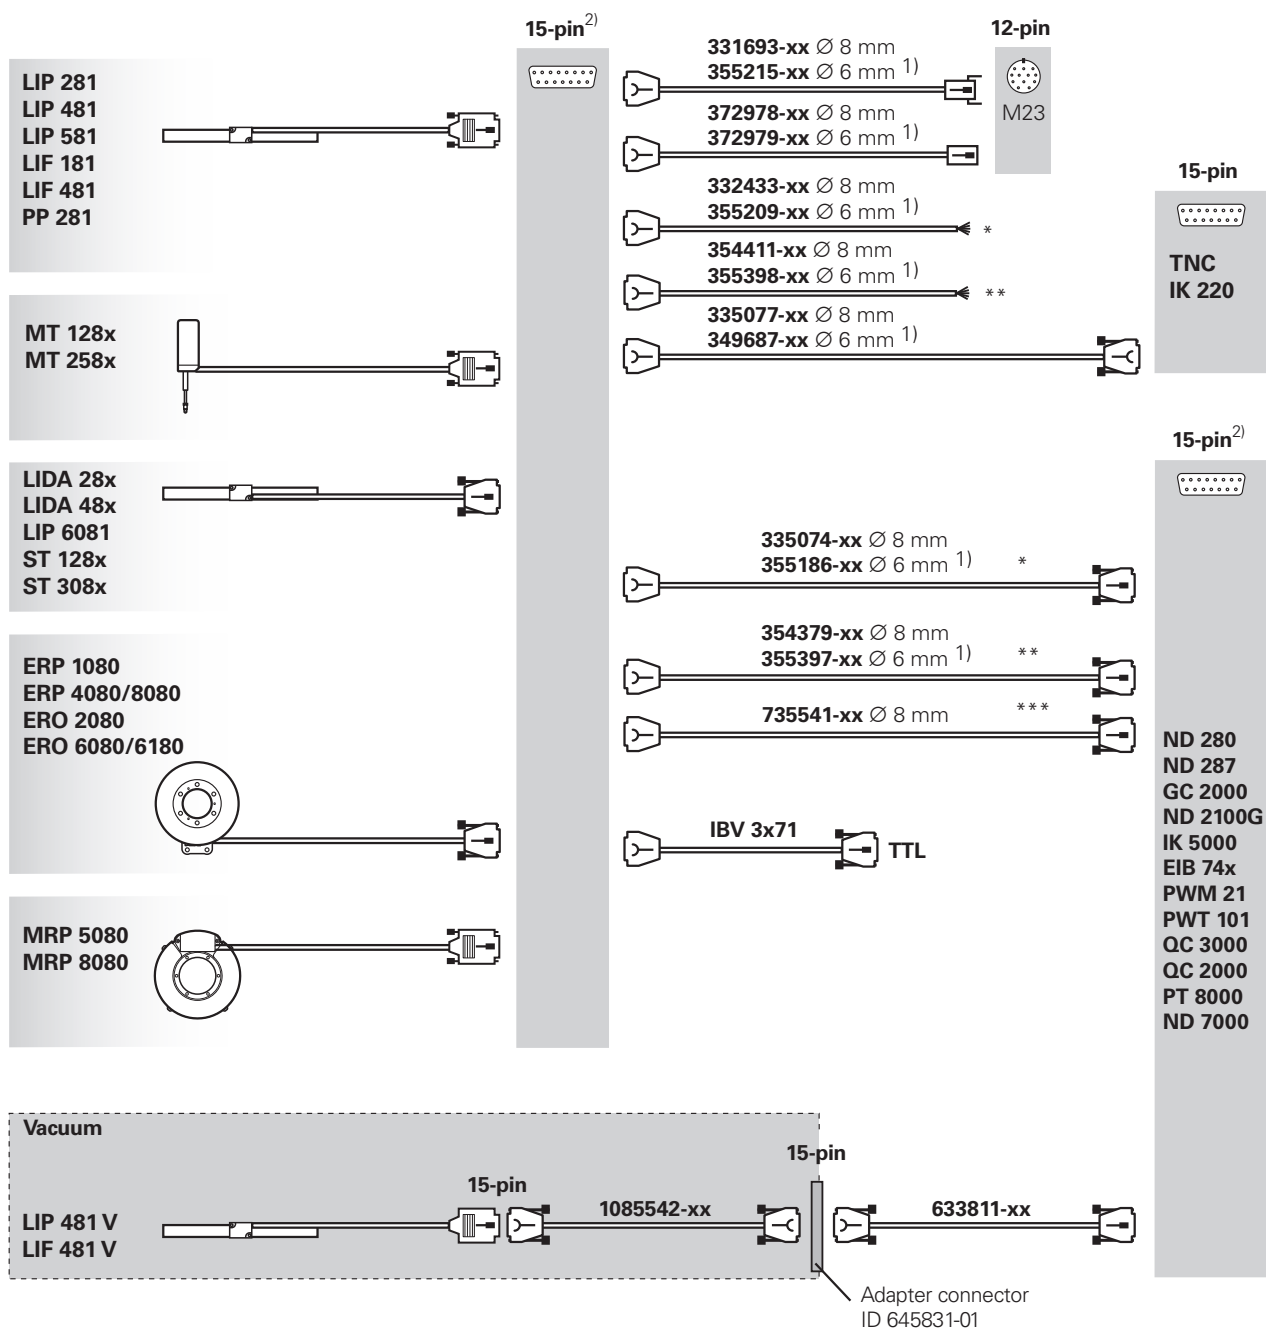 15-pin2)
12-pin
LIP 281
LIP 481
LIP 581
LIF 181
LIF 481
PP 281
331693-xx Ø 8 mm
355215-xx Ø 6 mm 1)
M23
372978-xx Ø 8 mm
372979-xx Ø 6 mm 1)
332433-xx Ø 8 mm
355209-xx Ø 6 mm 1)
*
354411-xx Ø 8 mm
355398-xx Ø 6 mm 1)
**
335077-xx Ø 8 mm
349687-xx Ø 6 mm 1)
15-pin
TNC
IK 220
MT 128x
MT 258x
15-pin2)
LIDA 28x
LIDA 48x
LIP 6081
ST 128x
ST 308x
335074-xx Ø 8 mm
355186-xx Ø 6 mm 1) *
ERP 1080
ERP 4080/8080
ERO 2080
ERO 6080/6180
354379-xx Ø 8 mm
355397-xx Ø 6 mm 1) **
735541-xx Ø 8 mm ***
IBV 3x71
TTL
ND 280
ND 287
GC 2000
ND 2100G
IK 5000
EIB 74x
PWM 21
PWT 101
QC 3000
QC 2000
PT 8000
ND 7000
MRP 5080
MRP 8080
Vacuum
15-pin
15-pin
LIP 481 V
LIF 481 V
1085542-xx
633811-xx
Adapter connector
ID 645831-01